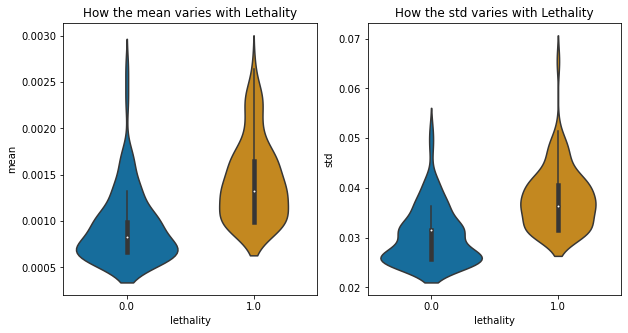 How the mean varies with Lethality
0.0030
0.0025
0.0020
0.0015
0.0010
0.0005
mean
0.0
1.0
lethality
How the std varies with Lethality
0.07
0.06
0.05
0.04
0.03
0.02
std
0.0
1.0
lethality